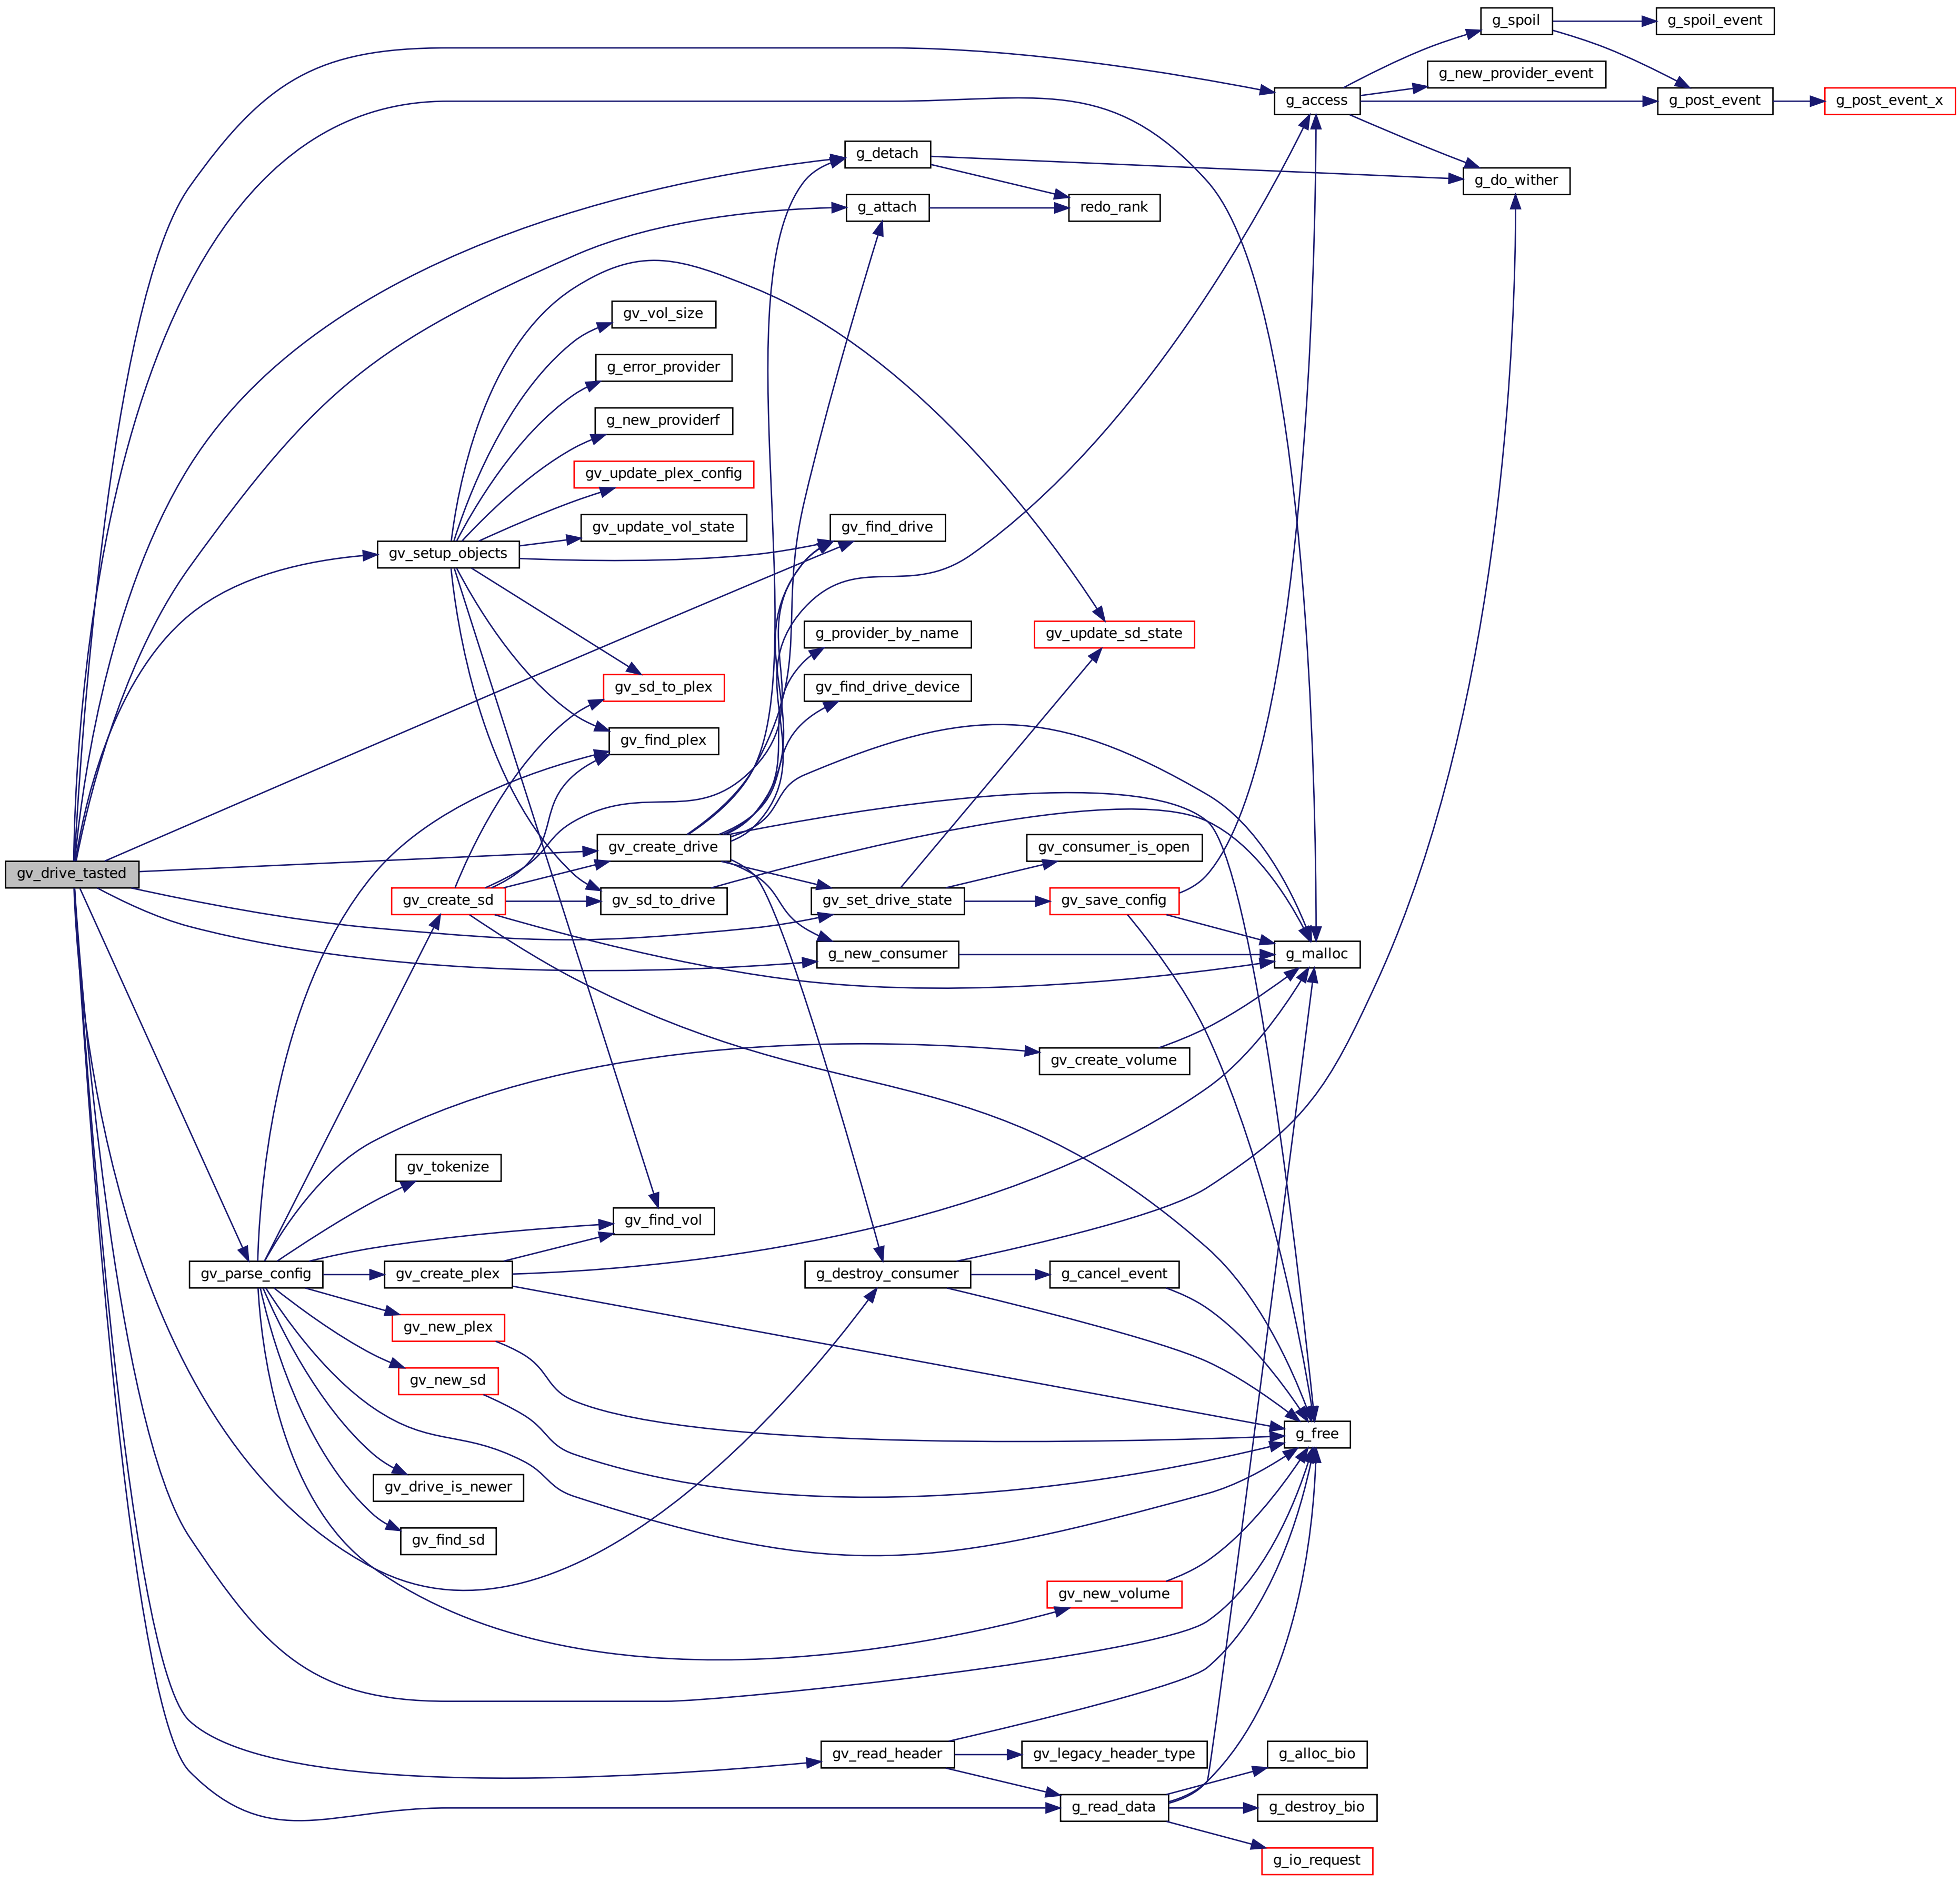 g_spoil
g_spoil_event
g_new_provider_event
g_access
g_post_event
g_post_event_x
g_detach
g_do_wither
g_attach
redo_rank
gv_vol_size
g_error_provider
g_new_providerf
gv_update_plex_config
gv_update_vol_state
gv_find_drive
gv_setup_objects
g_provider_by_name
gv_update_sd_state
gv_sd_to_plex
gv_find_drive_device
gv_find_plex
gv_create_drive
gv_consumer_is_open
gv_drive_tasted
gv_create_sd
gv_sd_to_drive
gv_set_drive_state
gv_save_config
g_new_consumer
g_malloc
gv_create_volume
gv_tokenize
gv_find_vol
gv_parse_config
gv_create_plex
g_destroy_consumer
g_cancel_event
gv_new_plex
gv_new_sd
g_free
gv_drive_is_newer
gv_find_sd
gv_new_volume
gv_read_header
gv_legacy_header_type
g_alloc_bio
g_read_data
g_destroy_bio
g_io_request